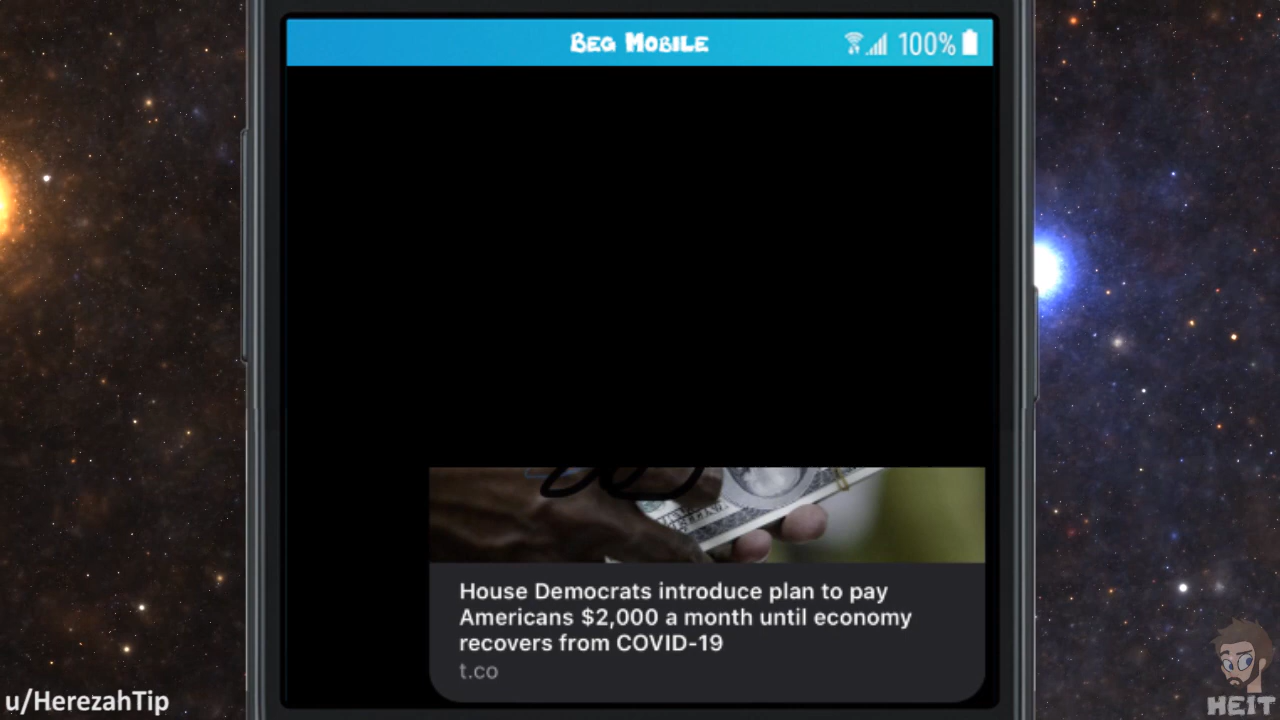 BEG MOBILE
100%
House Democrats introduce plan to pay
Americans $2,000 a month until economy
recovers from COVID-19
t.co
u/HerezahTip
HEIT